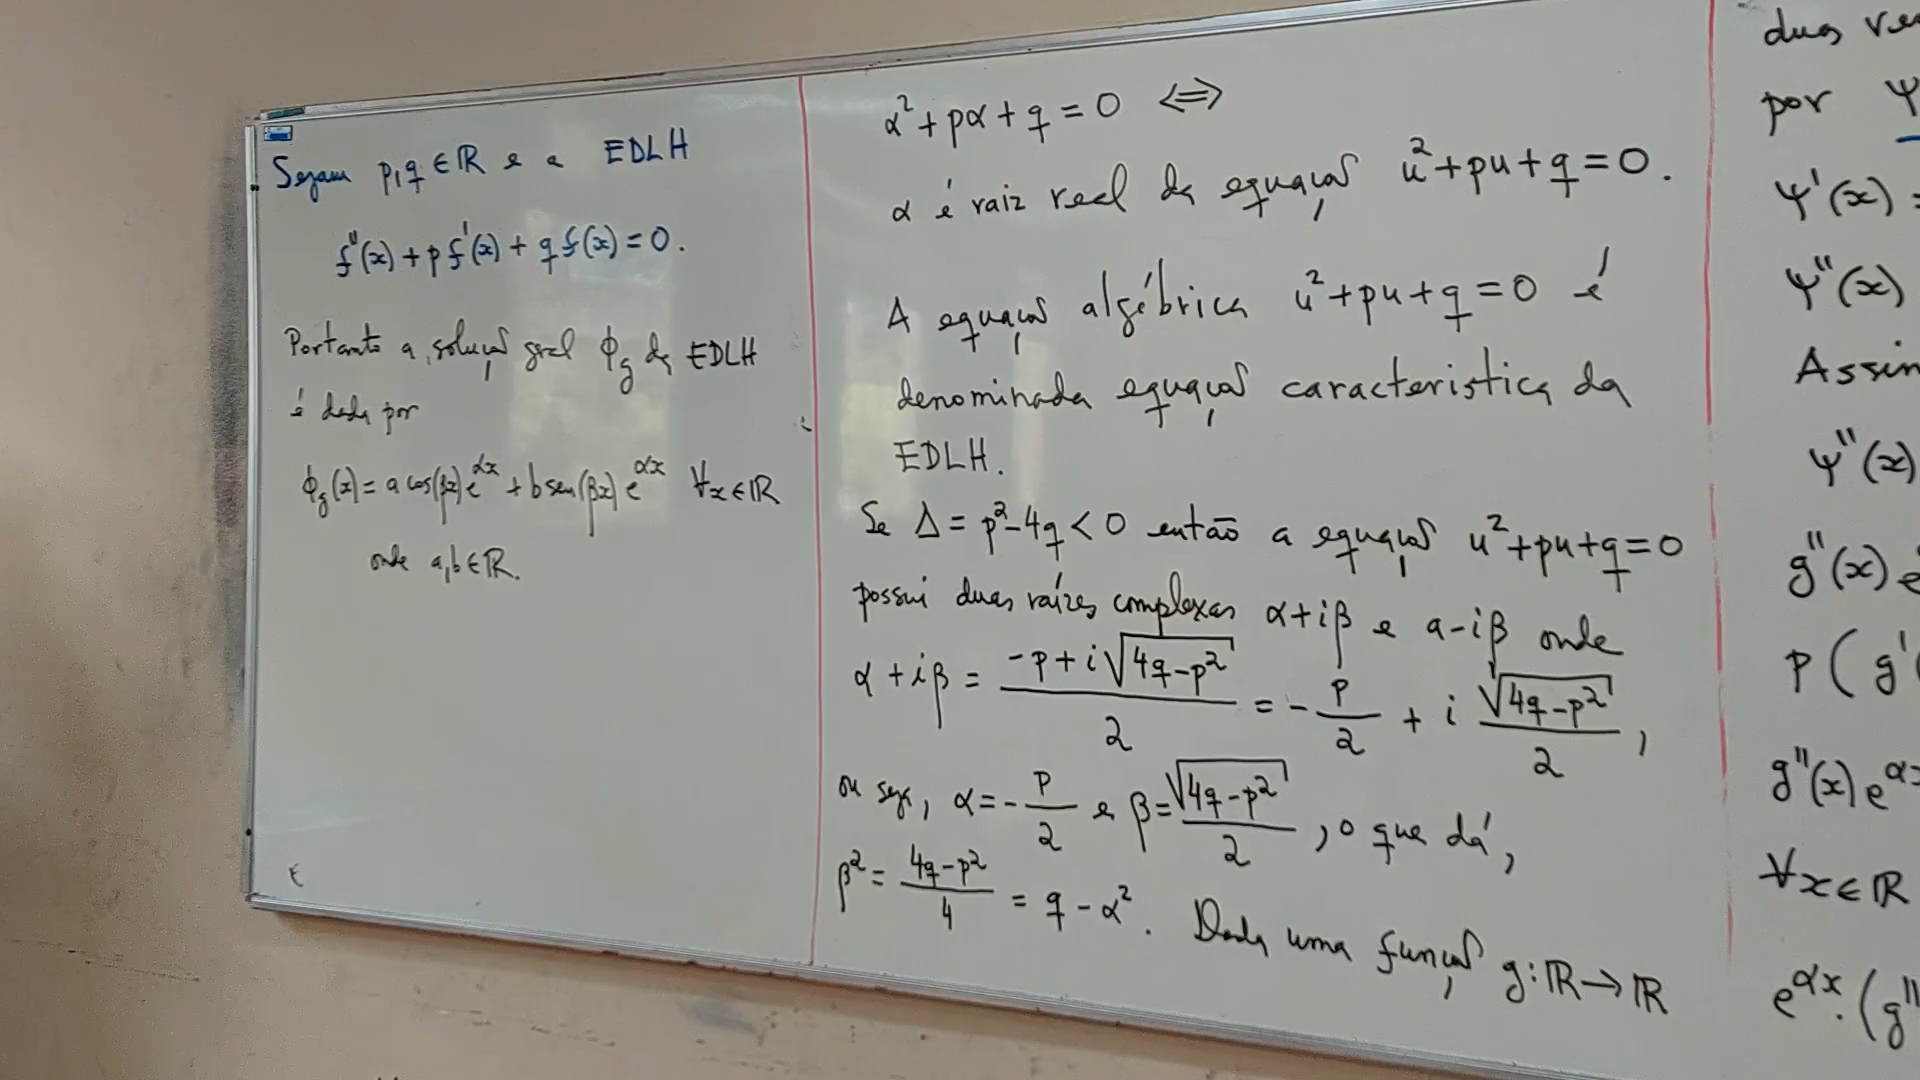 Sejam p,q ∈ ℝ e a EDLH
f''(x) + p f'(x) + q f(x) = 0.
Portanto a solução geral ϕ_g da EDLH
é dada por
ϕ_g(x) = a cos(βx) e^{αx} + b sen(βx) e^{αx} ∀x∈ℝ
onde a,b ∈ ℝ.
α² + pα + q = 0 ⟺
α é raiz real da equação u² + pu + q = 0.
A equação algébrica u² + pu + q = 0 é
denominada equação caracteristica da
EDLH.
Se Δ = p² - 4q < 0 então a equação u² + pu + q = 0
possui duas raízes complexas α + iβ e a - iβ onde
α + iβ = (-p + i√(4q - p²))/2 = -p/2 + i √(4q - p²)/2 ,
ou seja, α = -p/2 e β = √(4q - p²)/2 , o que dá,
β² = (4q - p²)/4 = q - α². Dada uma função g: ℝ → ℝ
duas
por ψ
ψ'(x) =
ψ''(x)
Assim
ψ''(x)
g''(x) e
p ( g'(
g''(x) e^{α
∀x∈ℝ
e^{αx} . (g''